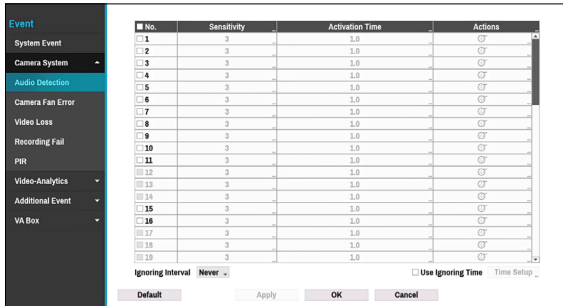 Event
System Event
Camera System
Audio Detection
Camera Fan Error
Video Loss
Recording Fail
PIR
Video-Analytics
Additional Event
VA Box
No. Sensitivity Activation Time Actions
1 3 1.0
2 3 1.0
3 3 1.0
4 3 1.0
5 3 1.0
6 3 1.0
7 3 1.0
8 3 1.0
9 3 1.0
10 3 1.0
11 3 1.0
12 3 1.0
13 3 1.0
14 3 1.0
15 3 1.0
16 3 1.0
17 3 1.0
18 3 1.0
19 3 1.0
Ignoring Interval Never Use Ignoring Time Time Setup
Default Apply OK Cancel